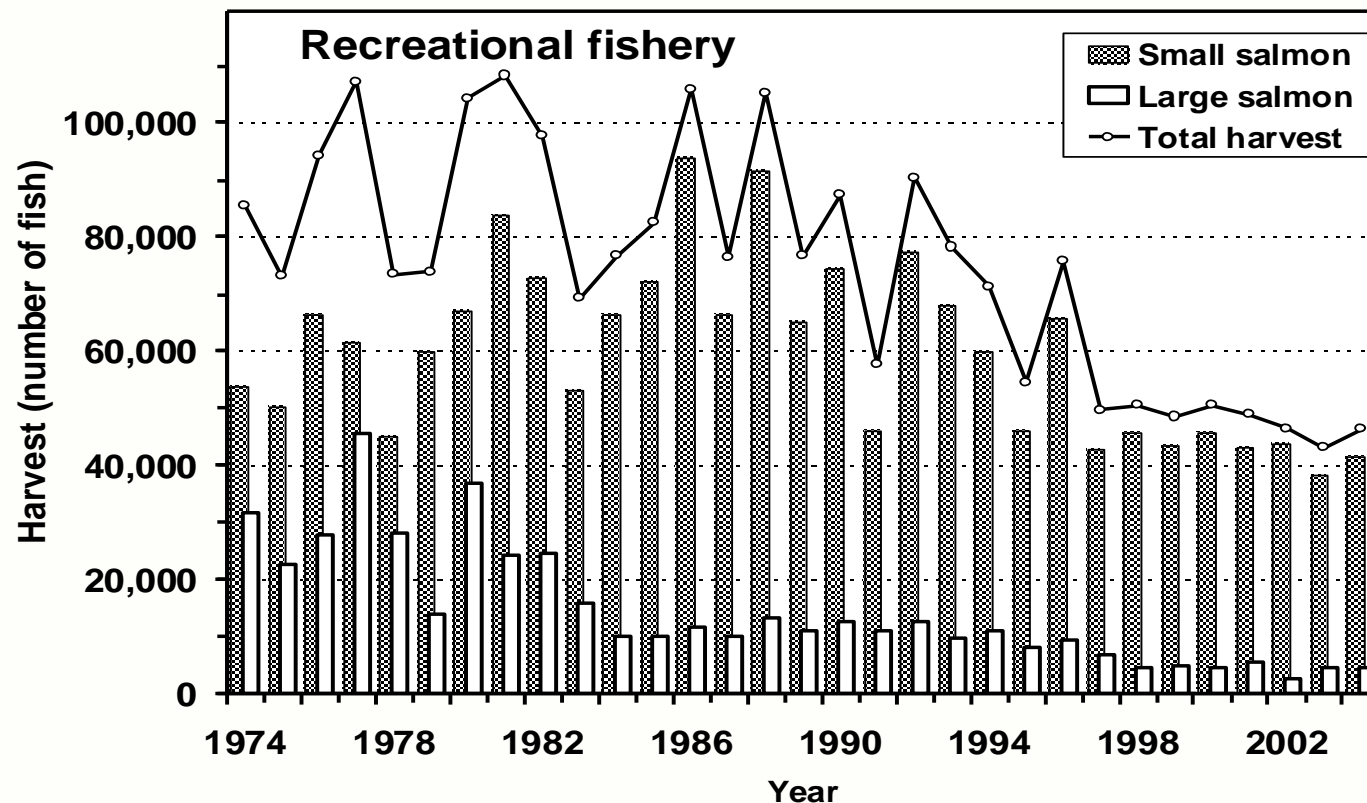 Recreational fishery
Small salmon
Large salmon
Total harvest
Harvest (number of fish)
100,000
80,000
60,000
40,000
20,000
0
1974 1978 1982 1986 1990 1994 1998 2002
Year